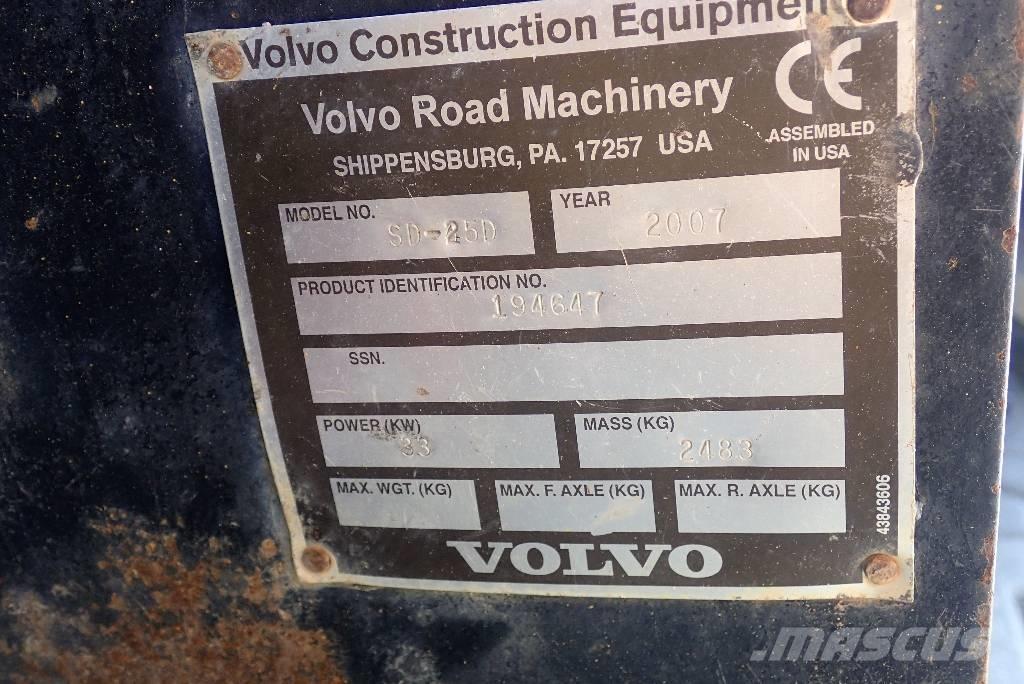 Volvo Construction Equipment
Volvo Road Machinery
SHIPPENSBURG, PA. 17257 USA
CE
ASSEMBLED
IN USA
MODEL NO. SD-25D
YEAR 2007
PRODUCT IDENTIFICATION NO.
194647
SSN.
POWER (KW) 33
MASS (KG) 2483
MAX. WGT. (KG)
MAX. F. AXLE (KG)
MAX. R. AXLE (KG)
43843606
VOLVO
MASCUS